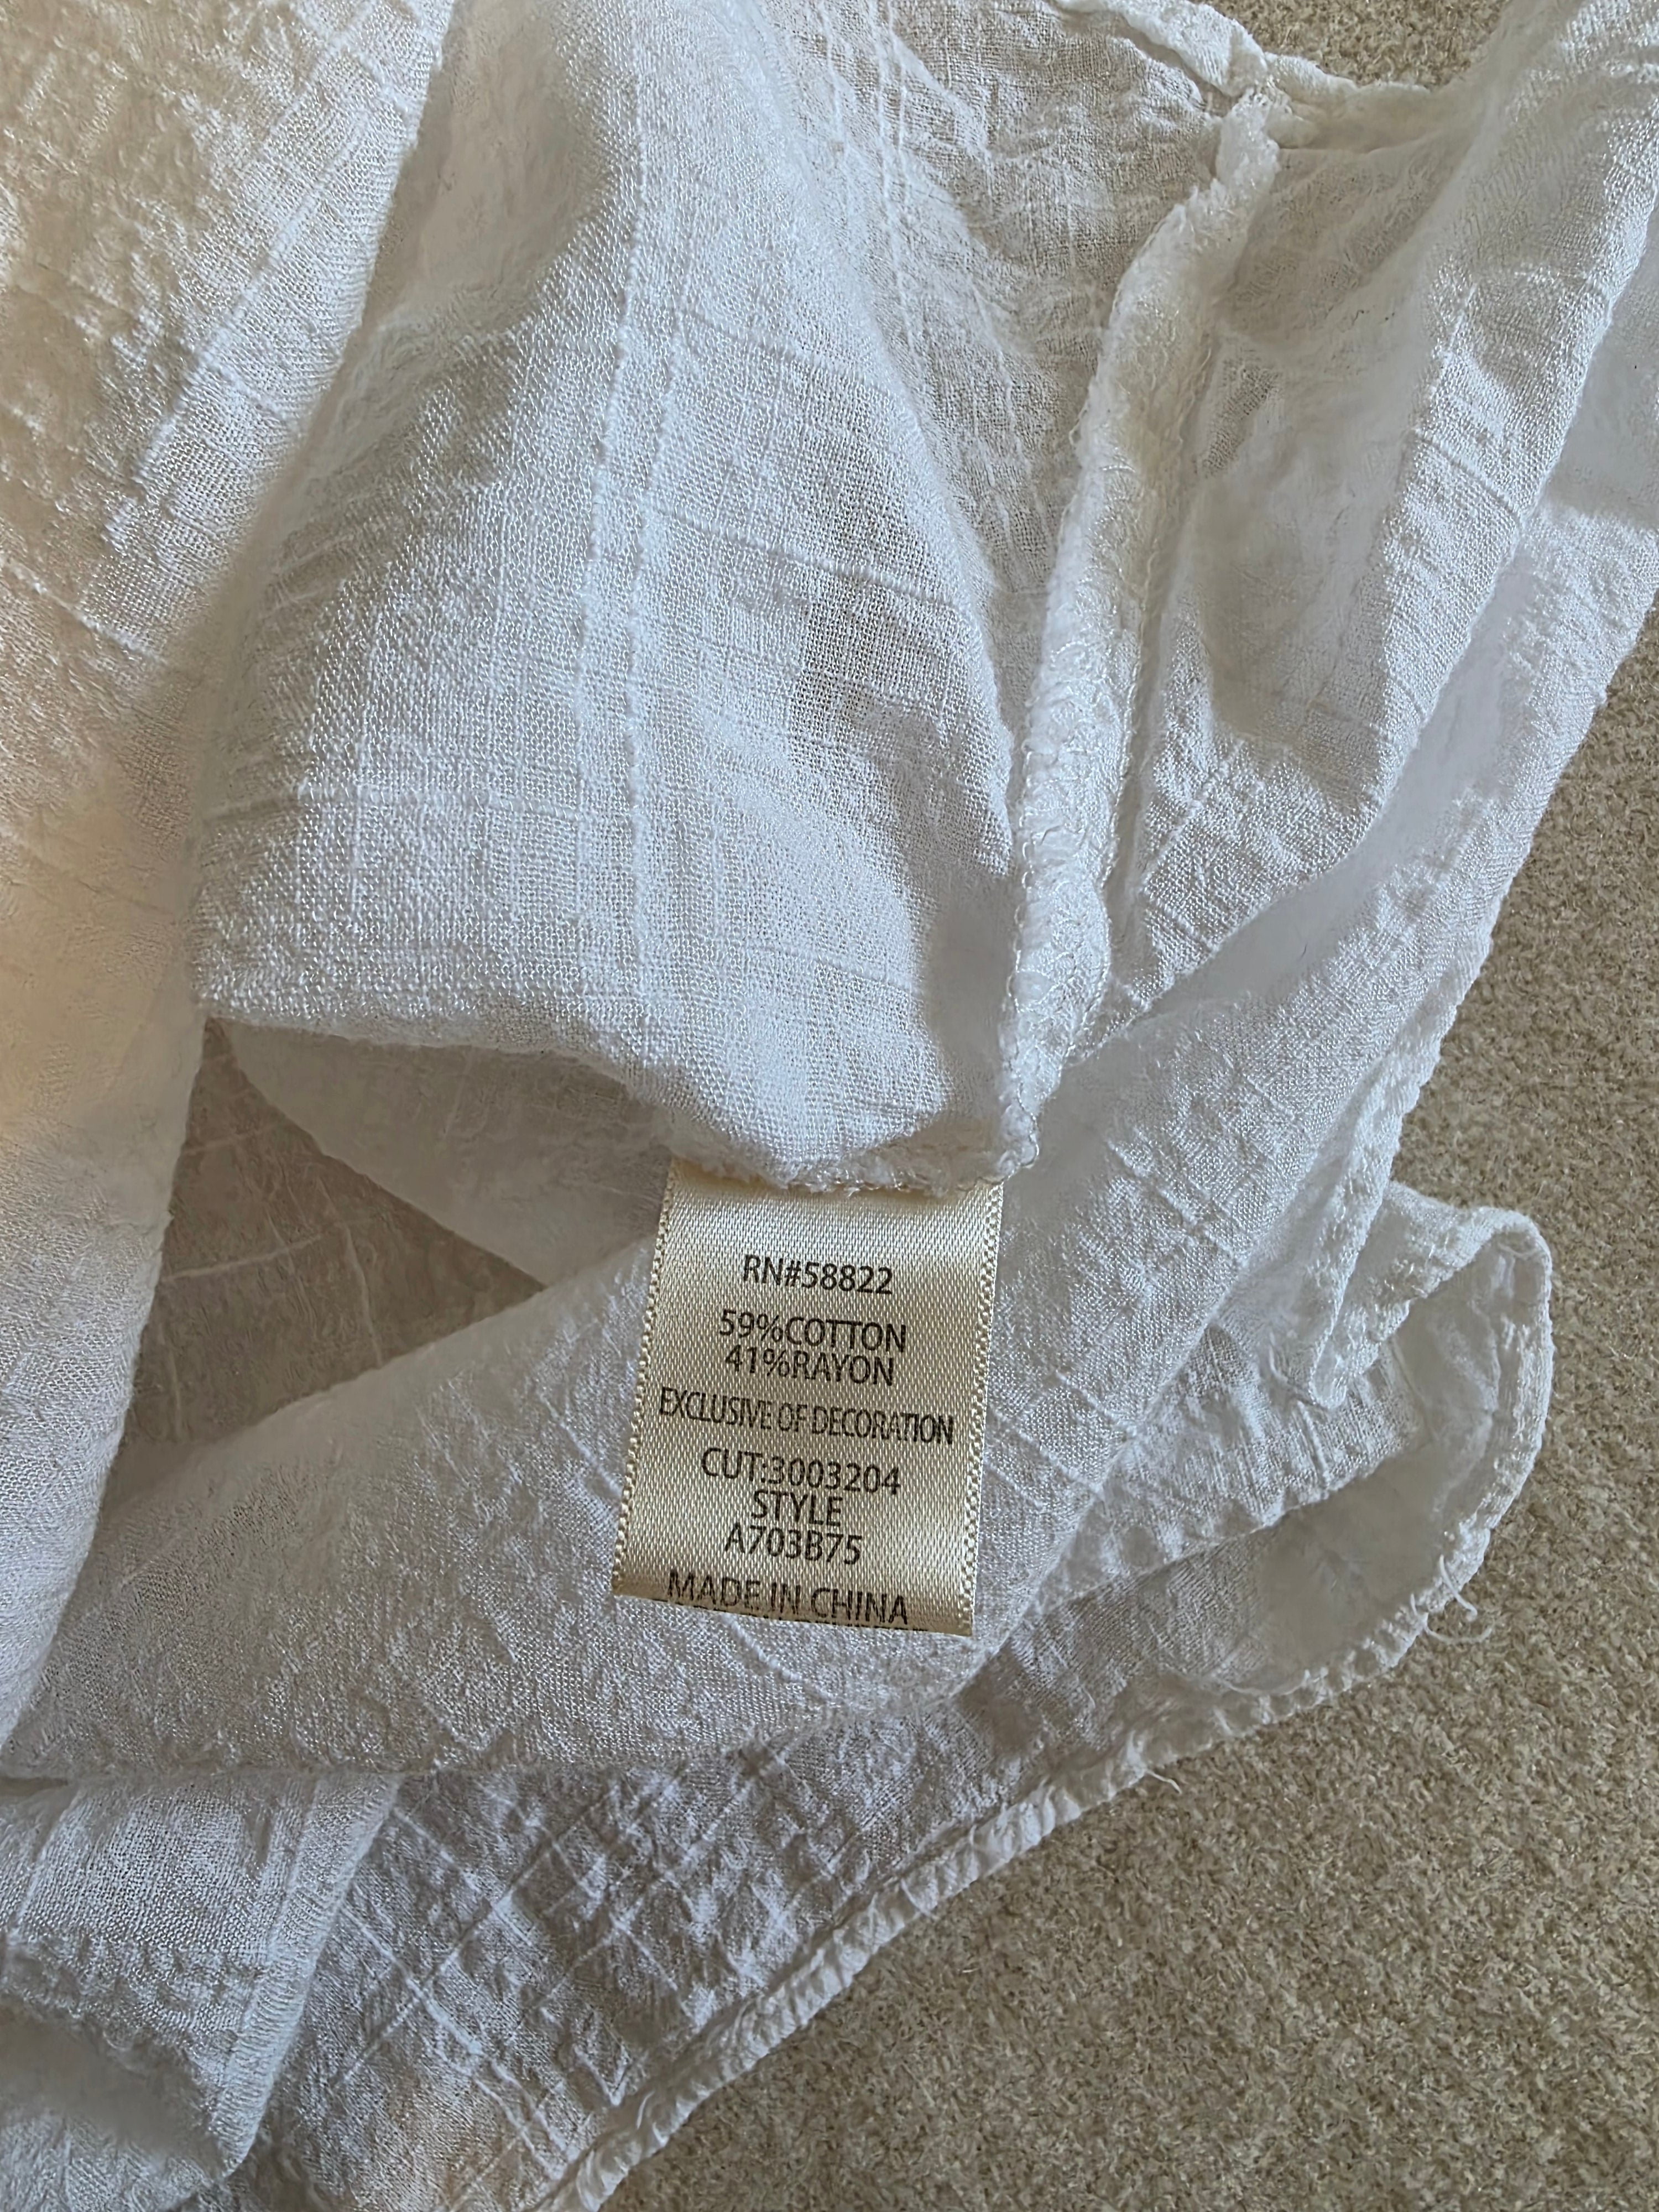 RN#58822
59%COTTON
41%RAYON
EXCLUSIVE OF DECORATION
CUT:3003204
STYLE
A703B75
MADE IN CHINA